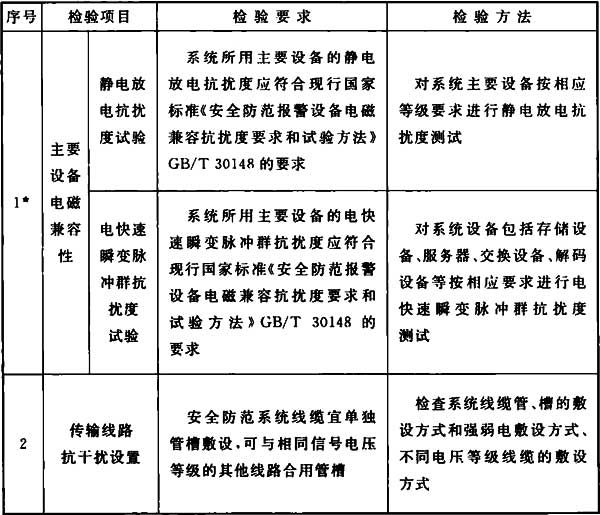 序号 检验项目 检验要求 检验方法
1*
主要
设备
电磁
兼容
性
静电放
电抗扰
度试验
系统所用主要设备的静电
放电抗扰度应符合现行国家
标准《安全防范报警设备电磁
兼容抗扰度要求和试验方法》
GB/T 30148 的要求
对系统主要设备按相应
等级要求进行静电放电抗
扰度测试
电快速
瞬变脉
冲群抗
扰度
试验
系统所用主要设备的电快
速瞬变脉冲群抗扰度应符合
现行国家标准《安全防范报警
设备电磁兼容抗扰度要求和
试验方法》GB/T 30148 的
要求
对系统设备包括存储设
备、服务器、交换设备、解码
设备等按相应要求进行电
快速瞬变脉冲群抗扰度
测试
2
传输线路
抗干扰设置
安全防范系统线缆宜单独
管槽敷设,可与相同信号电压
等级的其他线路合用管槽
检查系统线缆管、槽的敷
设方式和强弱电敷设方式、
不同电压等级线缆的敷设
方式